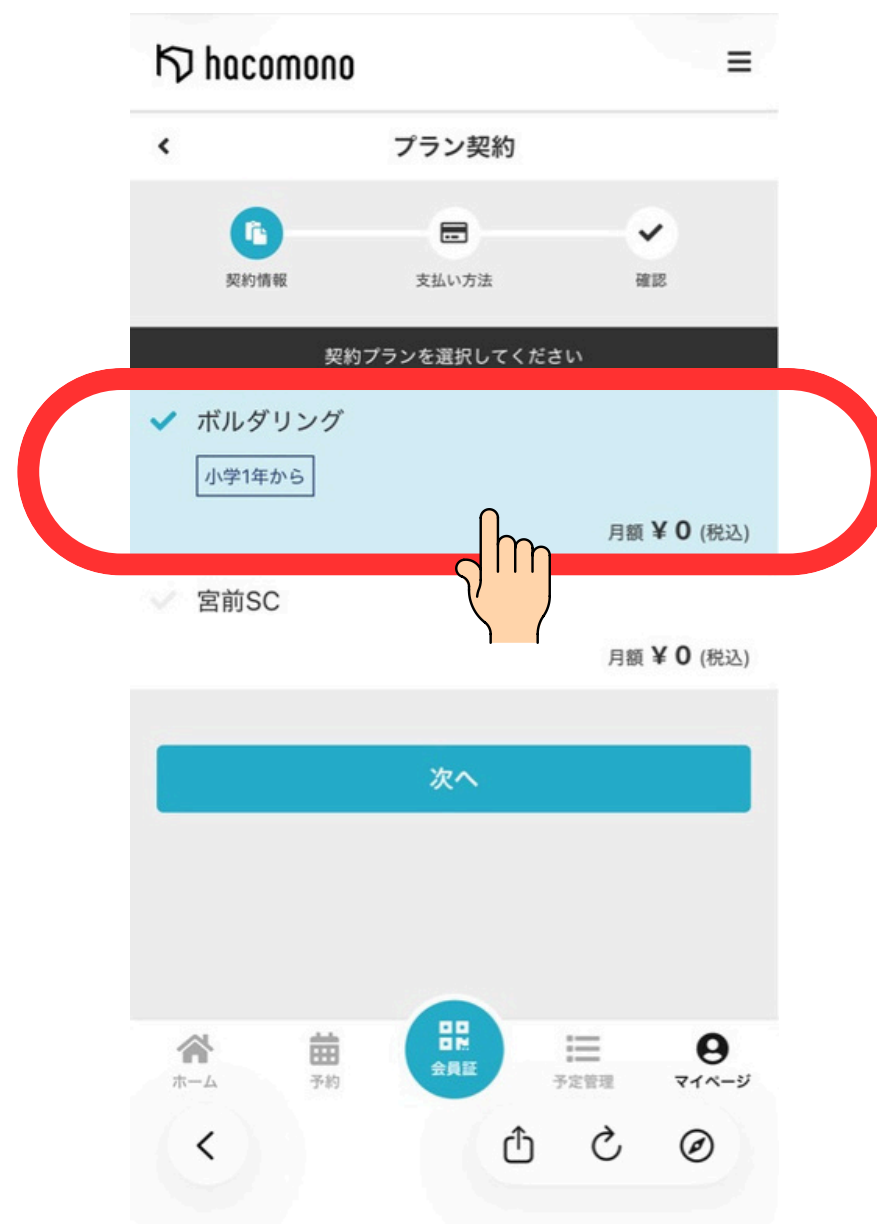 hacomono
プラン契約
契約情報
支払い方法
確認
契約プランを選択してください
ボルダリング
小学1年から
月額 ¥ 0 (税込)
宮前SC
月額 ¥ 0 (税込)
次へ
ホーム
予約
会員証
予定管理
マイページ